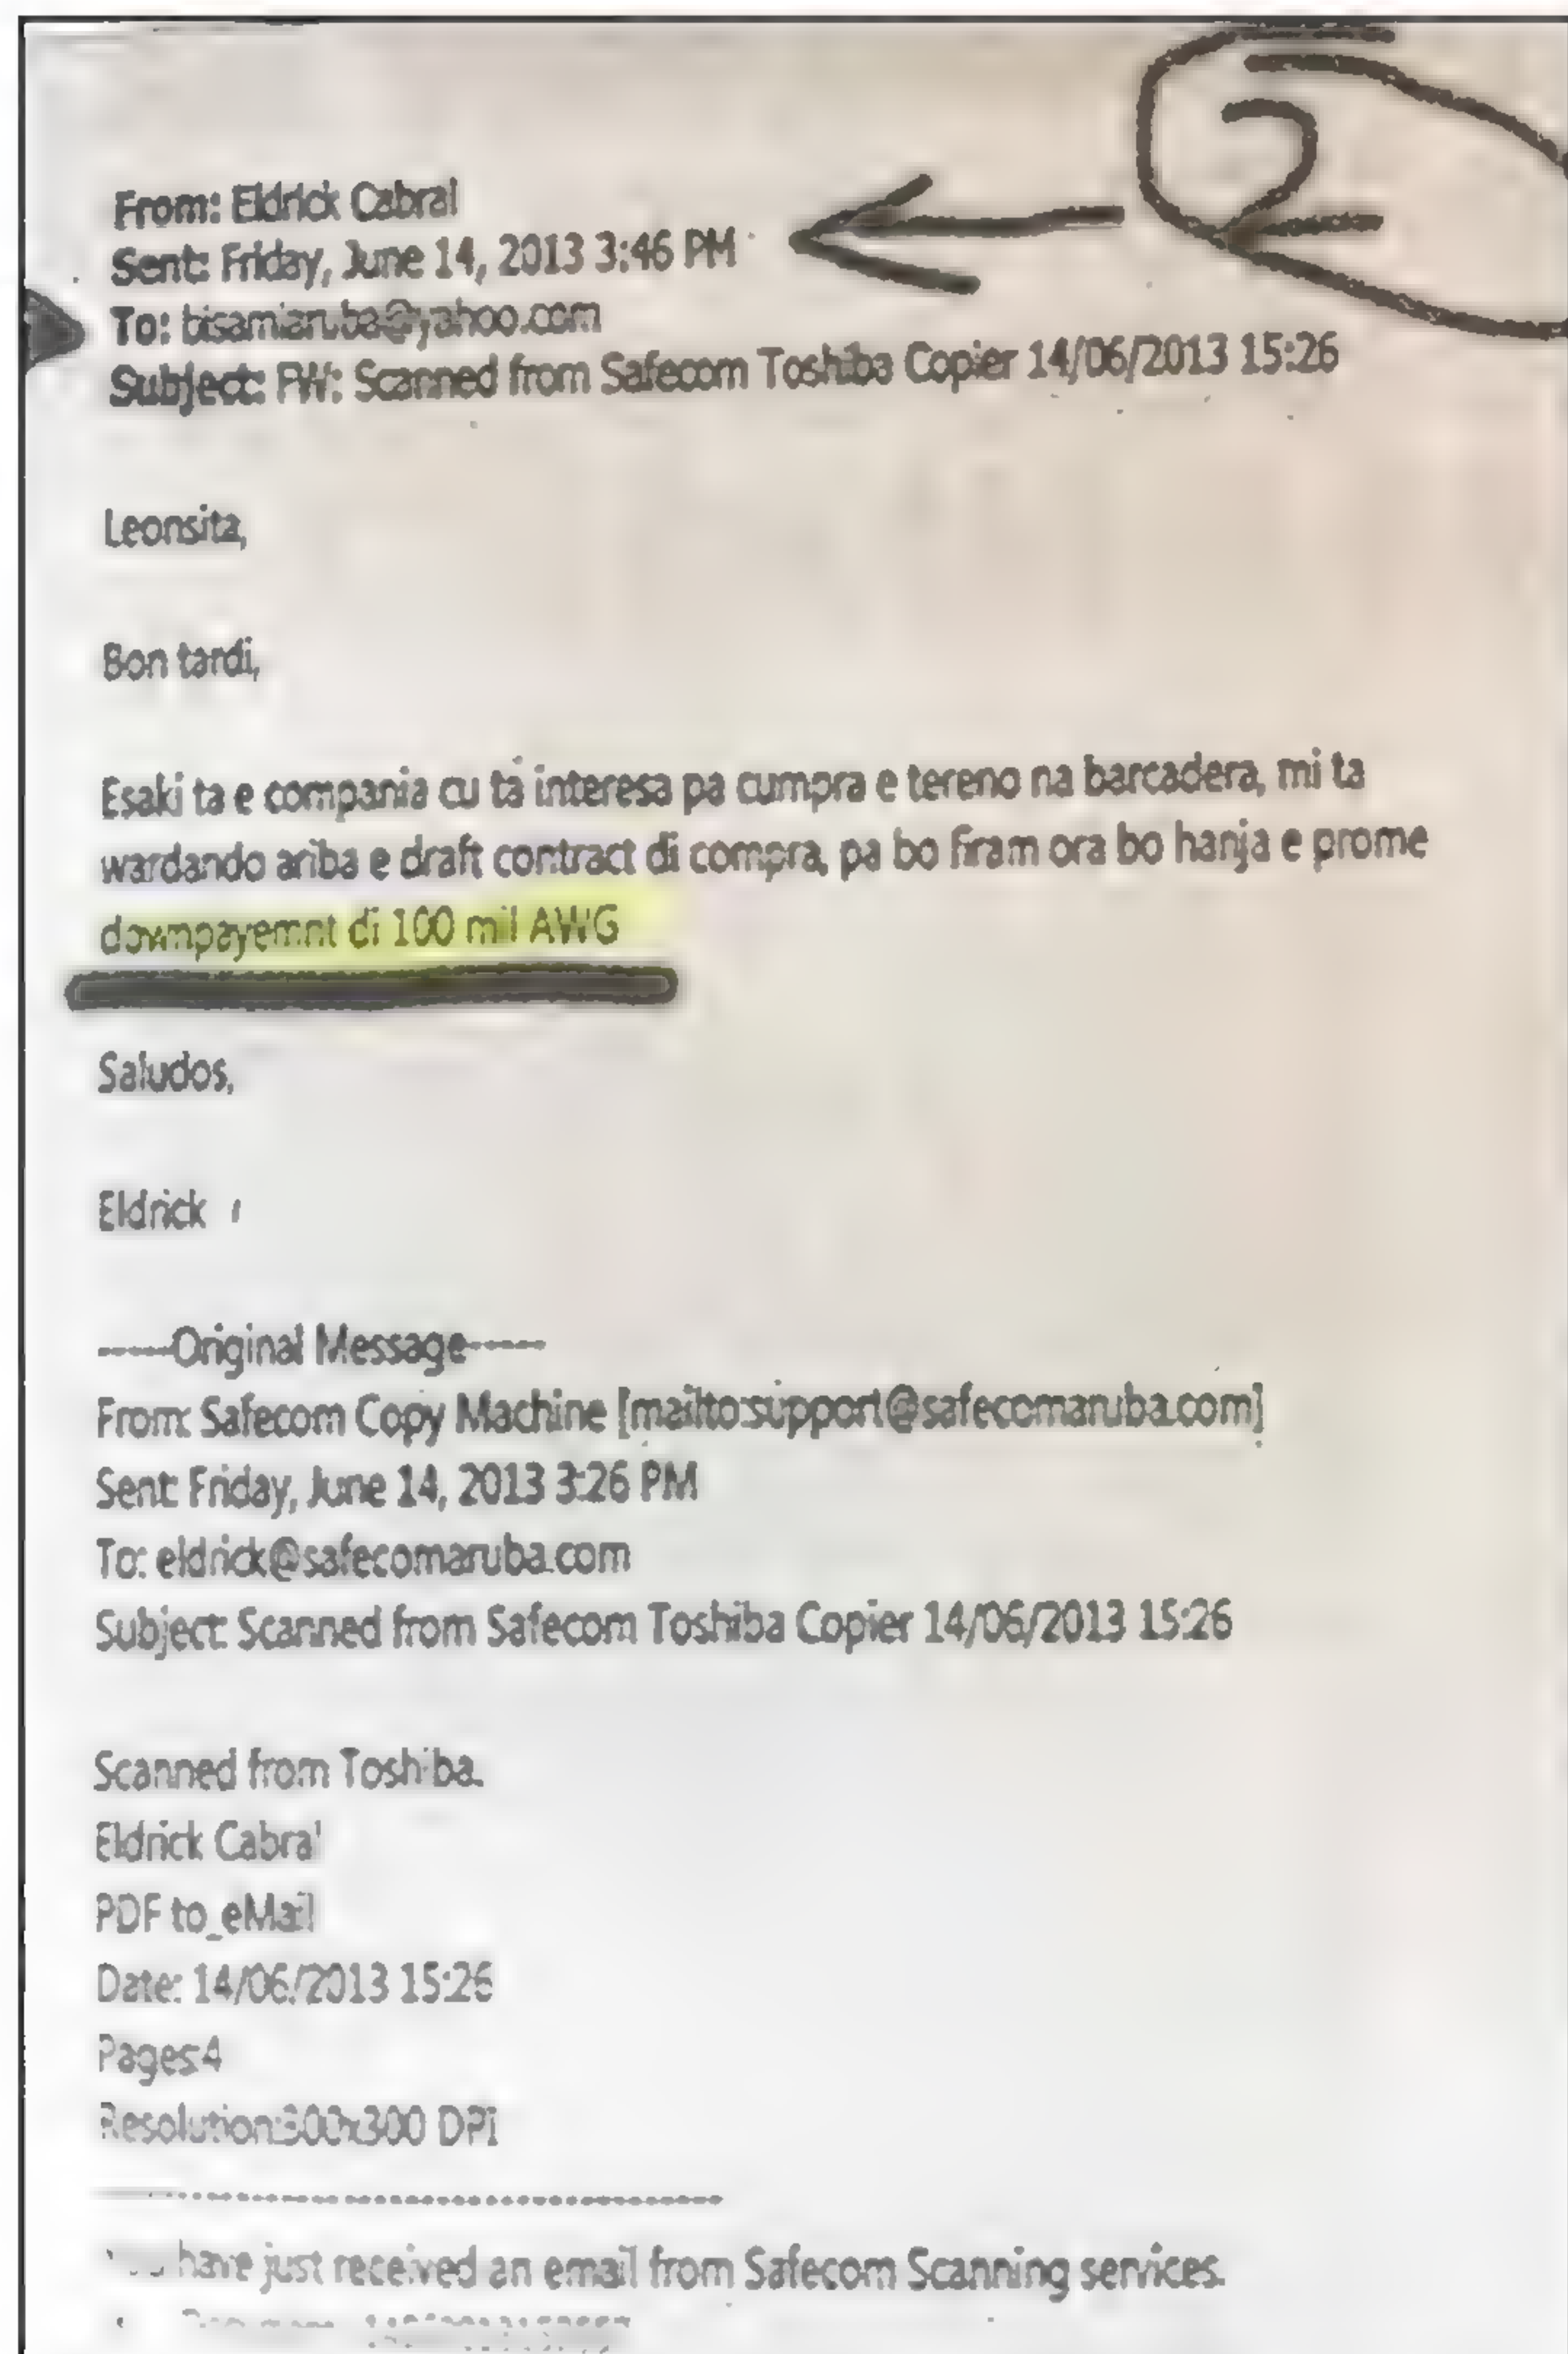 2
From: Eldrick Cabral
Sent: Friday, June 14, 2013 3:46 PM
To: bisamiaruba@yahoo.com
Subject: FW: Scanned from Safecom Toshiba Copier 14/06/2013 15:26
Leonsita,
Bon tardi,
Esaki ta e compania cu ta interesa pa cumpra e tereno na barcadera, mi ta
wardando ariba e draft contract di compra, pa bo firam ora bo hanja e prome
downpayemnt di 100 mil AWG
Saludos,
Eldrick
-----Original Message-----
From: Safecom Copy Machine [mailto:support@safecomaruba.com]
Sent: Friday, June 14, 2013 3:26 PM
To: eldrick@safecomaruba.com
Subject: Scanned from Safecom Toshiba Copier 14/06/2013 15:26
Scanned from Toshiba.
Eldrick Cabral
PDF to_eMail
Date: 14/06/2013 15:26
Pages:4
Resolution:300x300 DPI
----------------------------------------
have just received an email from Safecom Scanning services.